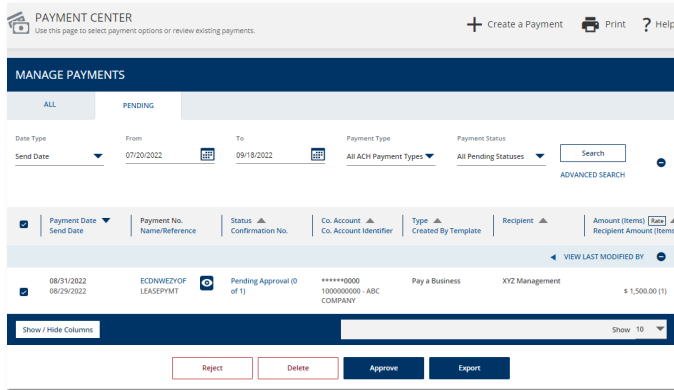 PAYMENT CENTER
Use this page to select payment options or review existing payments.
Create a Payment
Print
Help
MANAGE PAYMENTS
ALL
PENDING
Date Type
From
To
Payment Type
Payment Status
Send Date
07/20/2022
09/18/2022
All ACH Payment Types
All Pending Statuses
Search
ADVANCED SEARCH
Payment Date
Send Date
Payment No.
Name/Reference
Status
Confirmation No.
Co. Account
Co. Account Identifier
Type
Created By Template
Recipient
Amount (Items) Rate
Recipient Amount (Items
VIEW LAST MODIFIED BY
08/31/2022
08/29/2022
ECDNWEZYOF
LEASEPYMT
Pending Approval (0
of 1)
******0000
1000000000 - ABC
COMPANY
Pay a Business
XYZ Management
$ 1,500.00 (1)
Show / Hide Columns
Show 10
Reject
Delete
Approve
Export